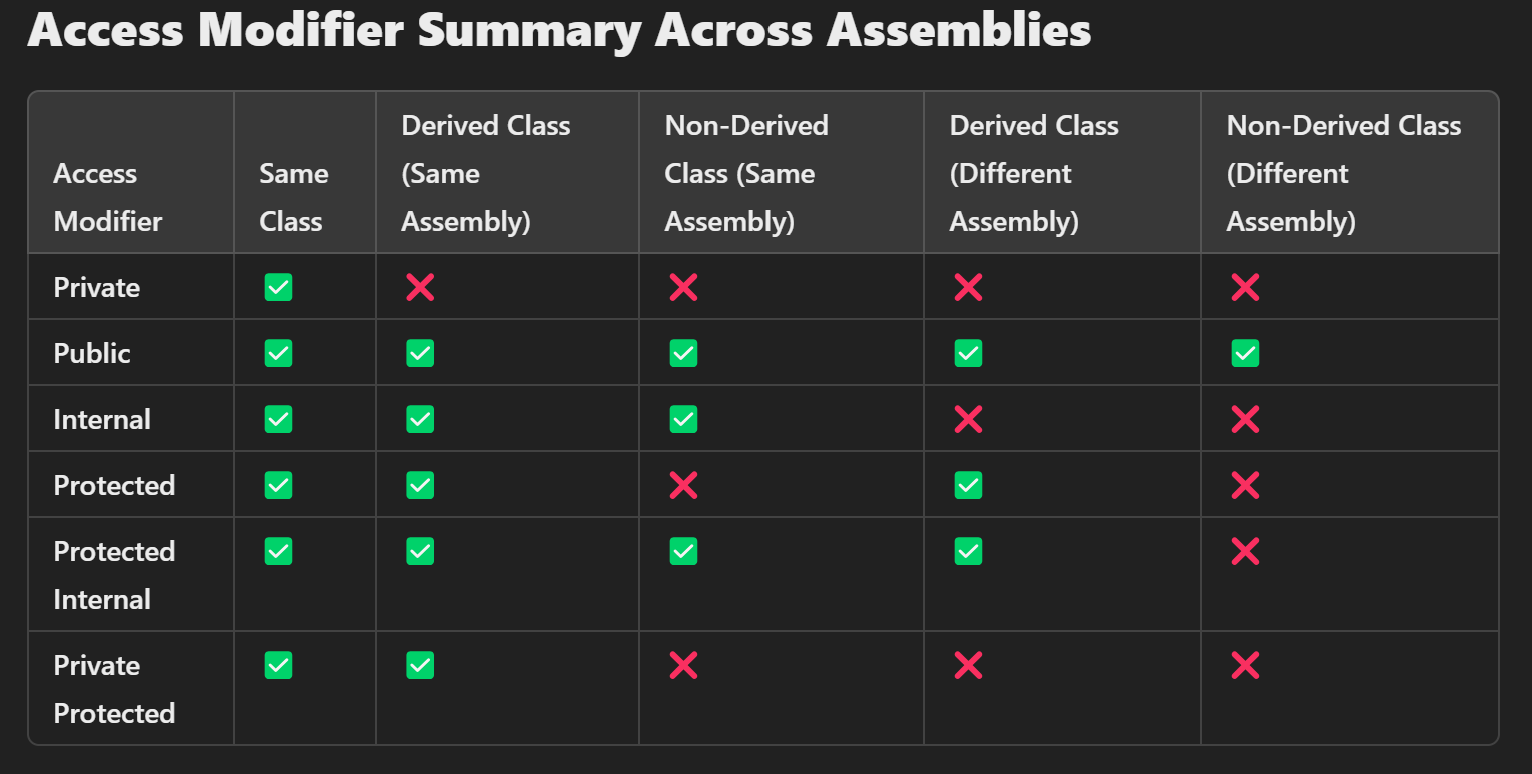 Access Modifier Summary Across Assemblies
Access Modifier | Same Class | Derived Class (Same Assembly) | Non-Derived Class (Same Assembly) | Derived Class (Different Assembly) | Non-Derived Class (Different Assembly)
Private | ✅ | ❌ | ❌ | ❌ | ❌
Public | ✅ | ✅ | ✅ | ✅ | ✅
Internal | ✅ | ✅ | ✅ | ❌ | ❌
Protected | ✅ | ✅ | ❌ | ✅ | ❌
Protected Internal | ✅ | ✅ | ✅ | ✅ | ❌
Private Protected | ✅ | ✅ | ❌ | ❌ | ❌